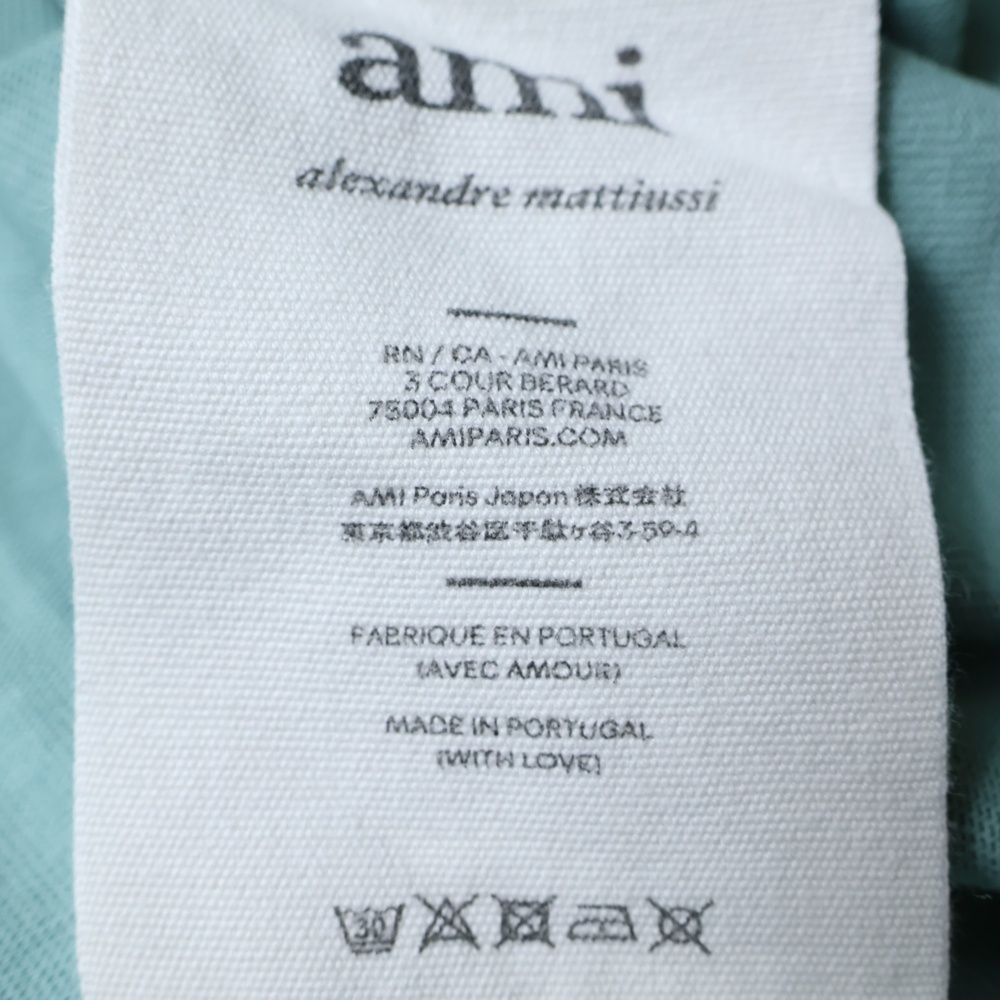 ami
alexandre mattiussi
RN / CA - AMI PARIS
3 COUR BERARD
75004 PARIS FRANCE
AMIPARIS.COM
AMI Paris Japan 株式会社
東京都渋谷区千駄ヶ谷3-59-4
FABRIQUÉ EN PORTUGAL
(AVEC AMOUR)
MADE IN PORTUGAL
(WITH LOVE)
30